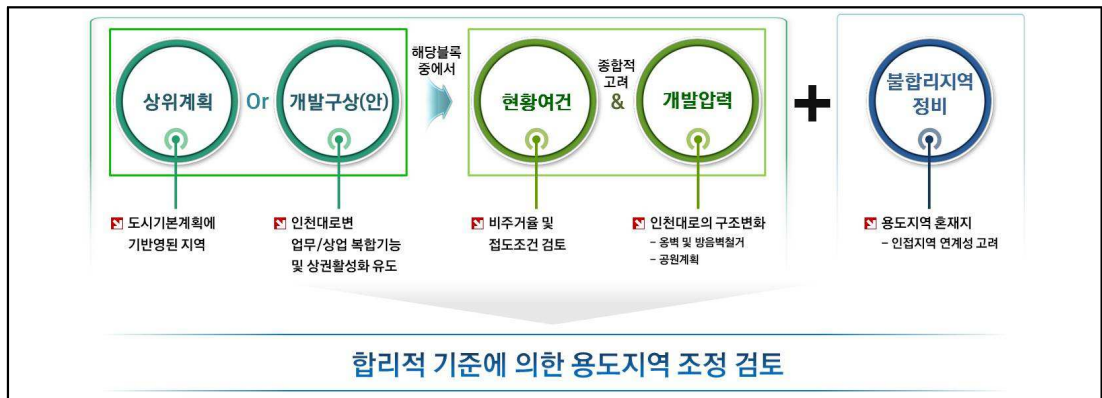 상위계획
Or
개발구상(안)
해당블록
중에서
현황여건
종합적
고려
&
개발압력
+
불합리지역
정비
도시기본계획에
기반영된 지역
인천대로변
업무/상업 복합기능
및 상권활성화 유도
비주거율 및
접도조건 검토
인천대로의 구조변화
- 옹벽 및 방음벽철거
- 공원계획
용도지역 혼재지
- 인접지역 연계성 고려
합리적 기준에 의한 용도지역 조정 검토